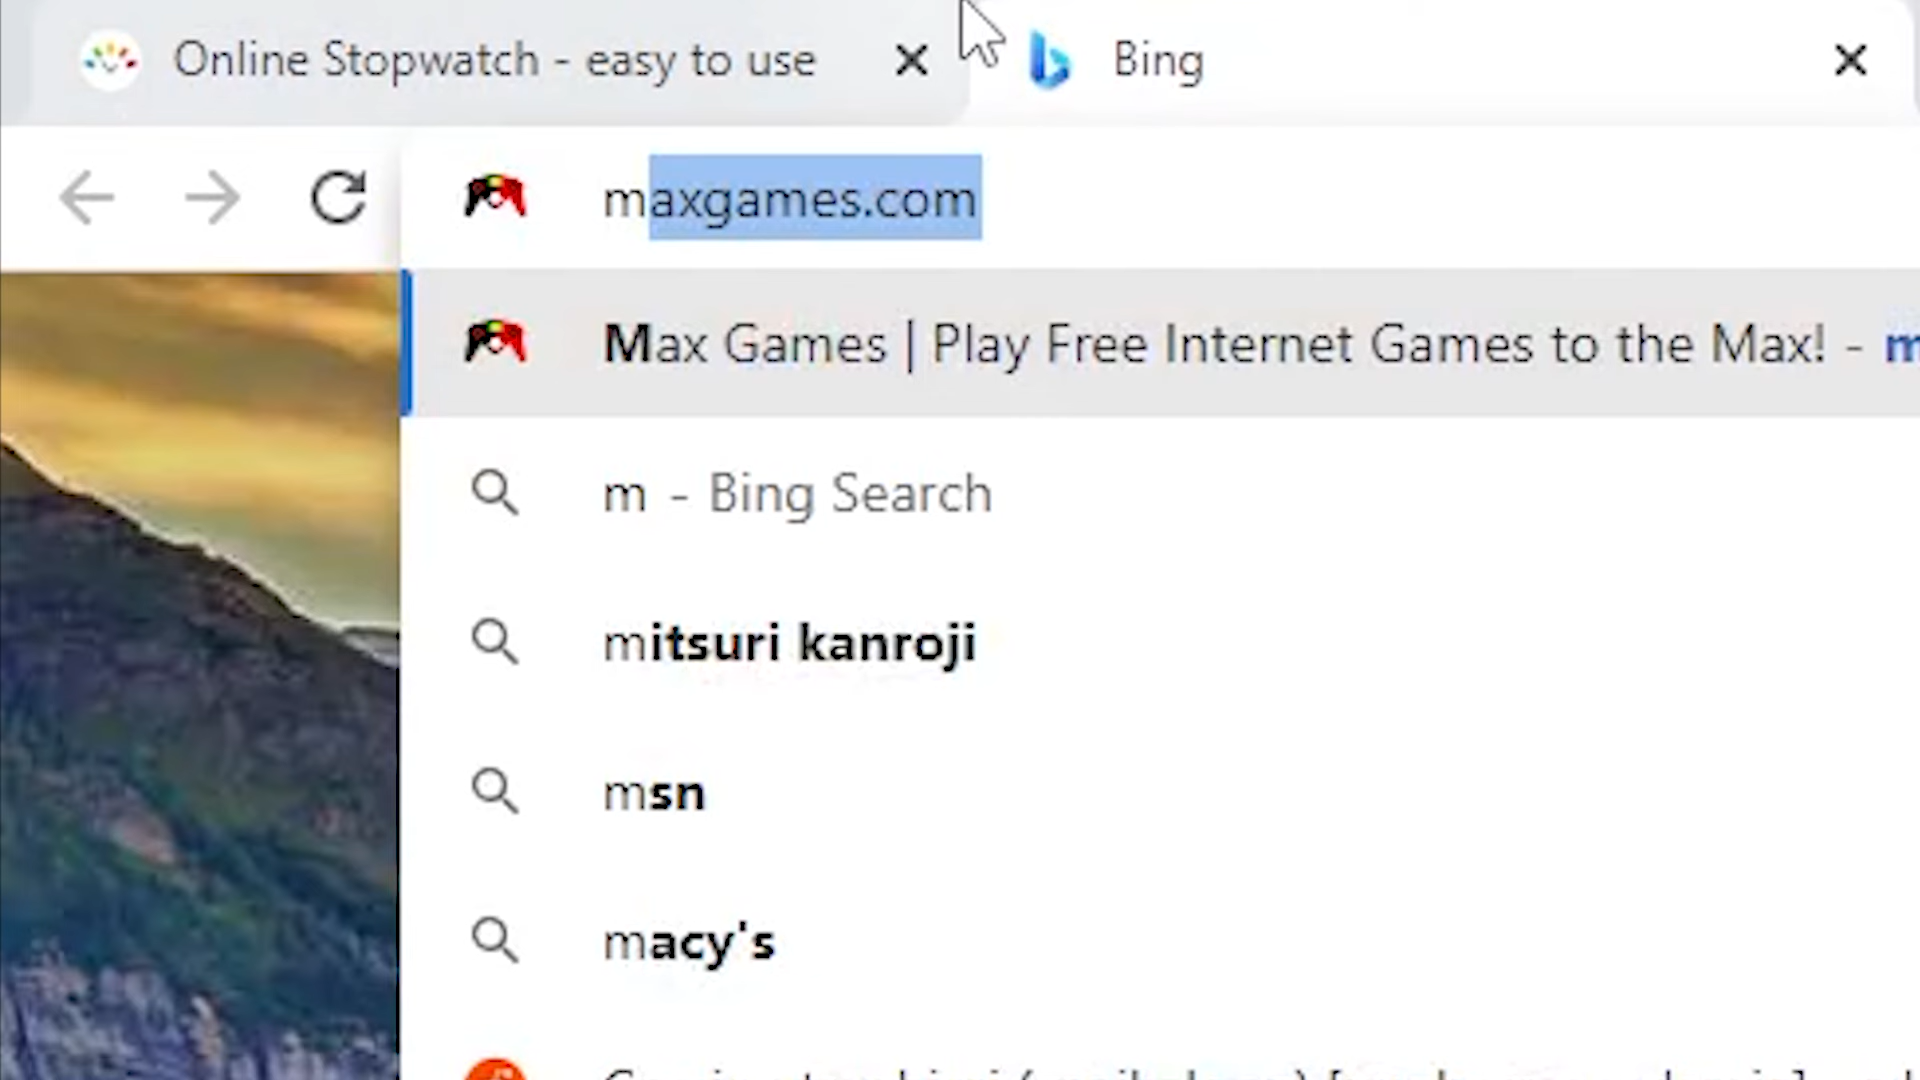 Online Stopwatch - easy to use
Bing
maxgames.com
Max Games | Play Free Internet Games to the Max! - m
m - Bing Search
mitsuri kanroji
msn
macy's